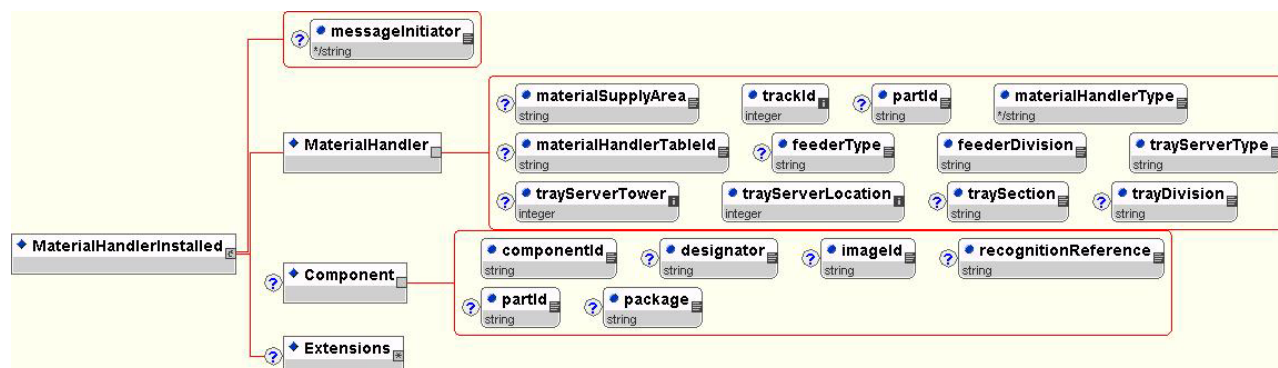 messageInitiator
*/string
materialSupplyArea trackId partId materialHandlerType
string integer string */string
MaterialHandler
materialHandlerTableId feederType feederDivision trayServerType
string string string string
trayServerTower trayServerLocation traySection trayDivision
integer integer string string
MaterialHandlerInstalled
componentId designator imageId recognitionReference
string string string string
Component
partId package
string string
Extensions